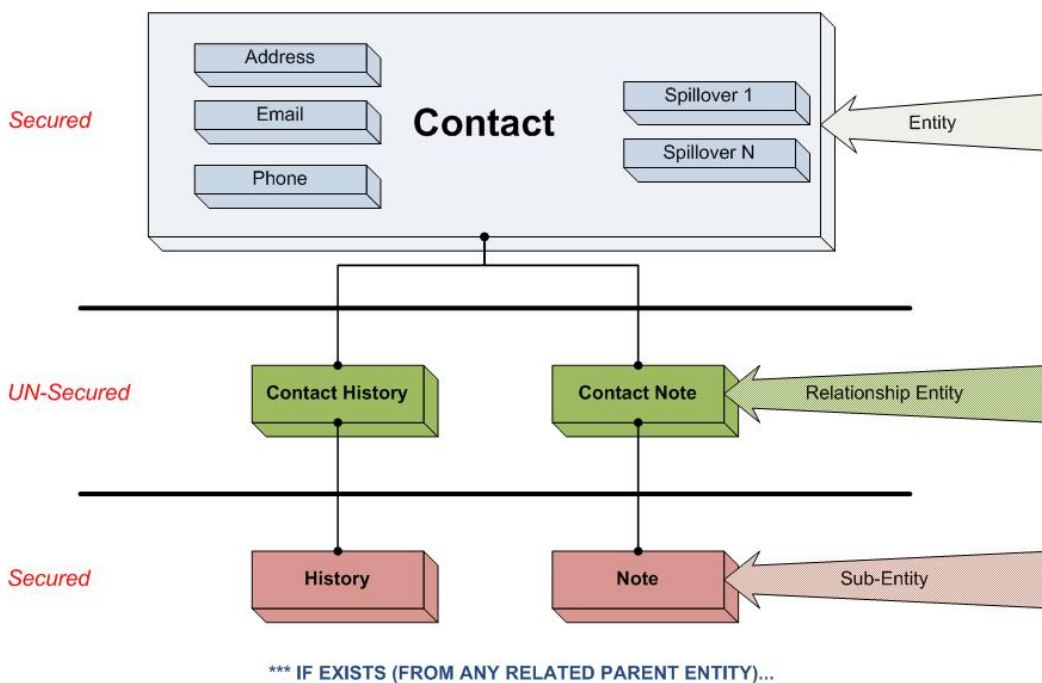 Address
Secured
Email
Contact
Spillover 1
Entity
Spillover N
Phone
UN-Secured
Contact History
Contact Note
Relationship Entity
Secured
History
Note
Sub-Entity
*** IF EXISTS (FROM ANY RELATED PARENT ENTITY)...